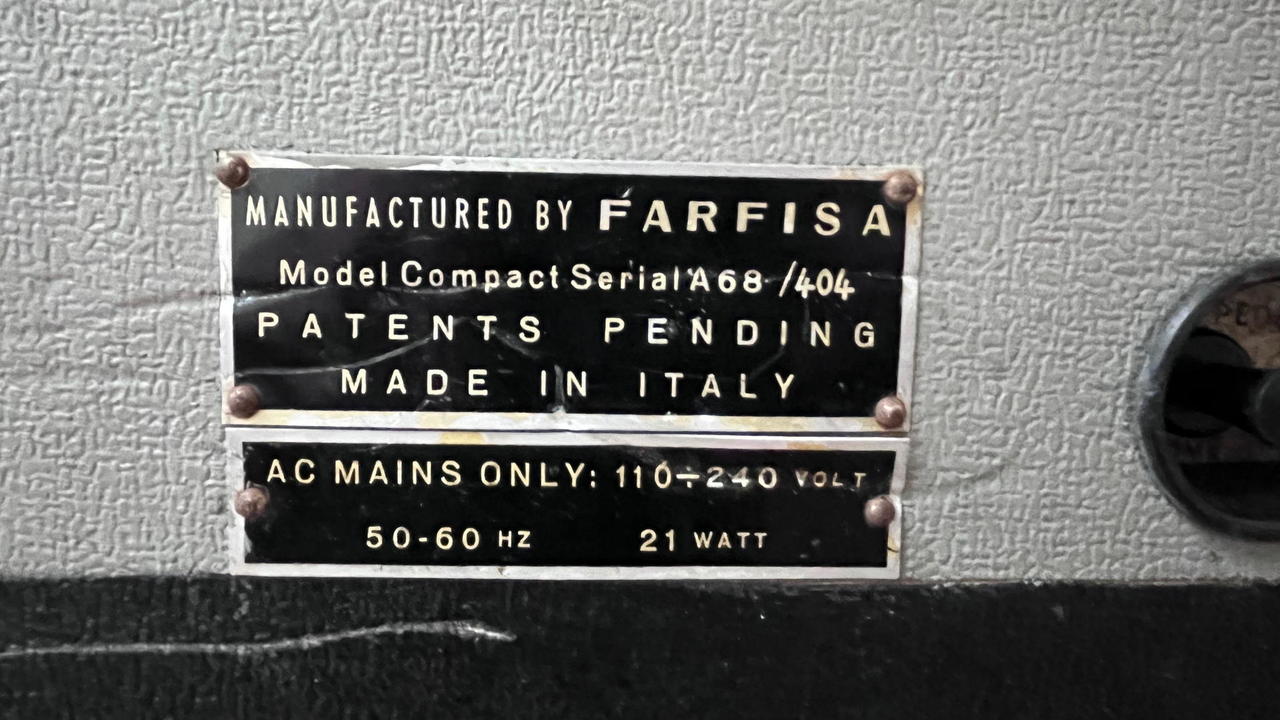 MANUFACTURED BY FARFISA
Model Compact Serial A68 /404
PATENTS PENDING
MADE IN ITALY
AC MAINS ONLY: 110÷240 VOLT
50-60 HZ 21 WATT